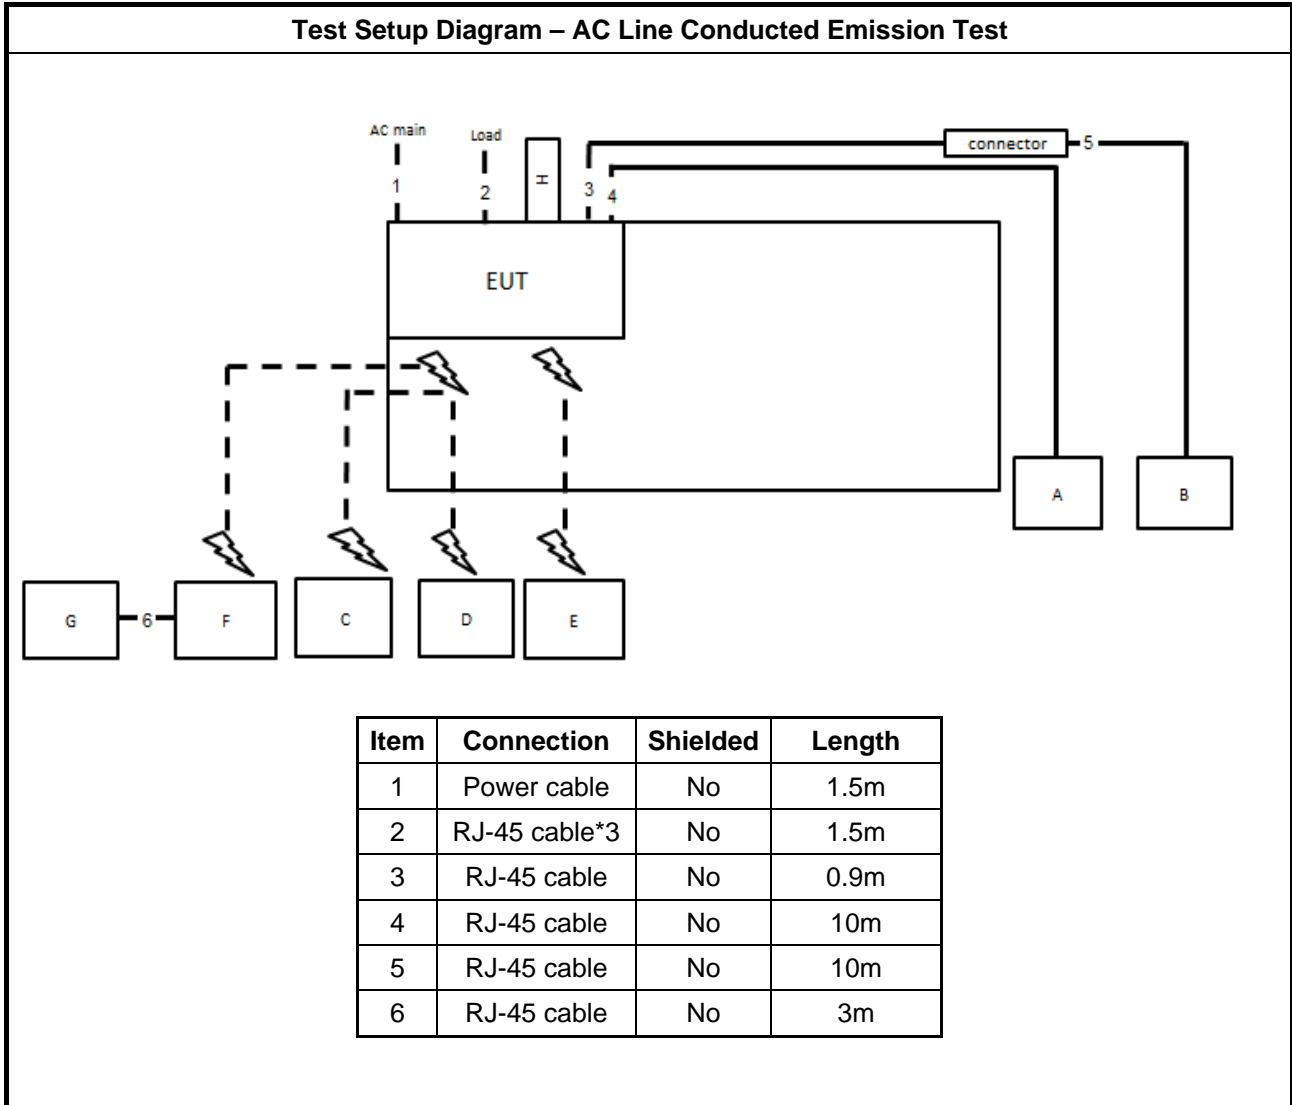 Test Setup Diagram – AC Line Conducted Emission Test
AC main
Load
connector
5
1
2
H
3
4
EUT
A
B
G
6
F
C
D
E
Item Connection Shielded Length
1 Power cable No 1.5m
2 RJ-45 cable*3 No 1.5m
3 RJ-45 cable No 0.9m
4 RJ-45 cable No 10m
5 RJ-45 cable No 10m
6 RJ-45 cable No 3m